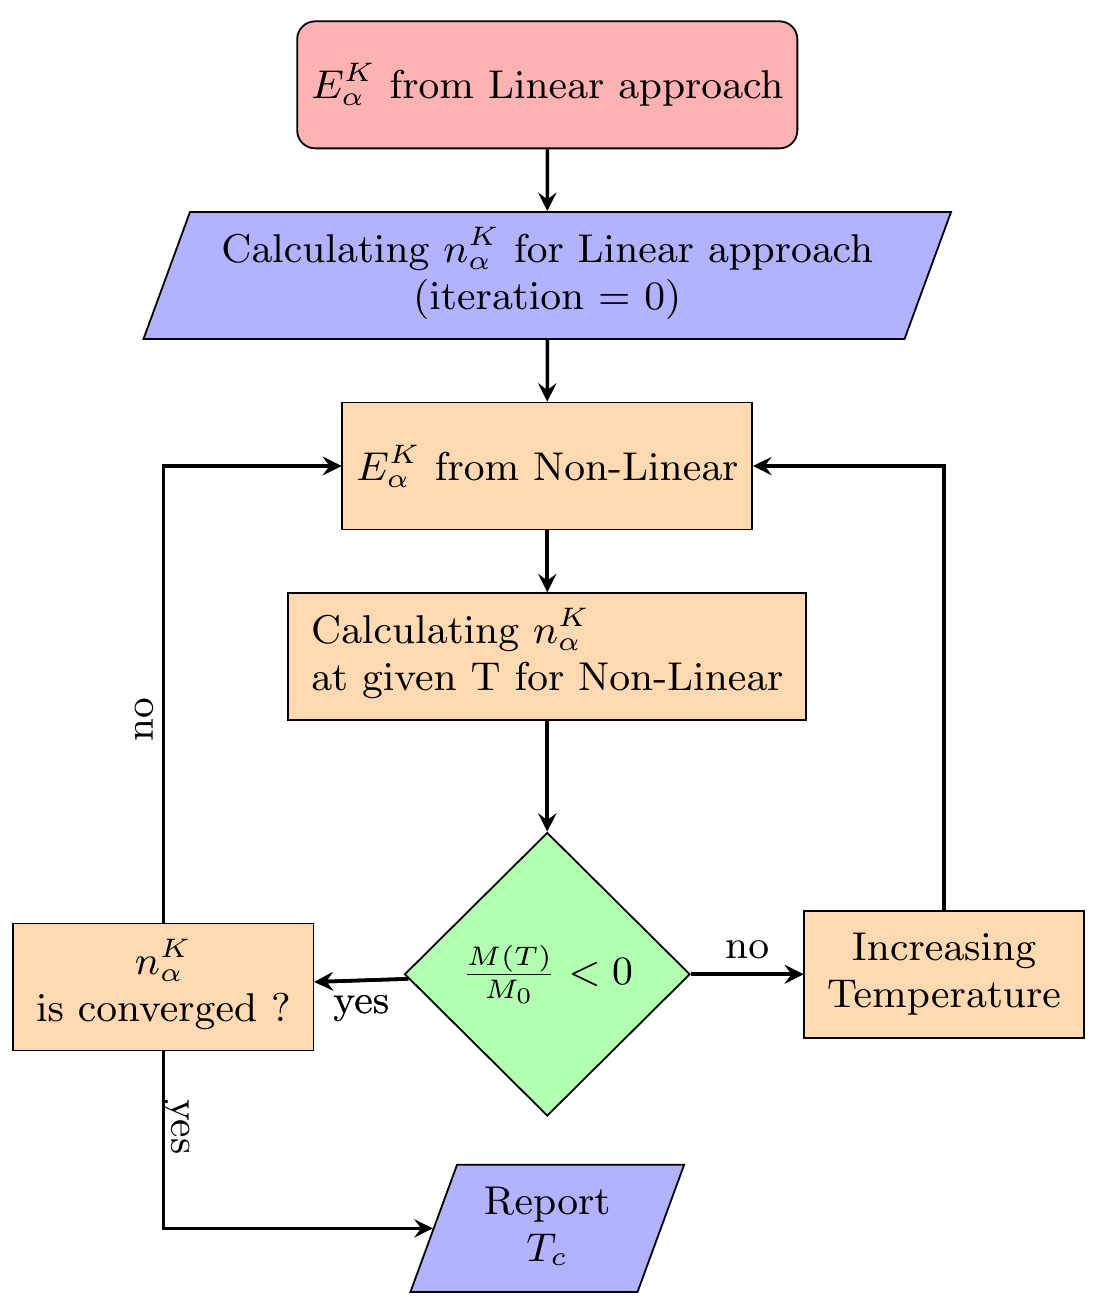 $E_{\alpha}^{K}$ from Linear approach
Calculating $n_{\alpha}^{K}$ for Linear approach
(iteration = 0)
$E_{\alpha}^{K}$ from Non-Linear
Calculating $n_{\alpha}^{K}$
at given T for Non-Linear
no
$\frac{M(T)}{M_0} < 0$
no
Increasing
Temperature
yes
$n_{\alpha}^{K}$
is converged ?
yes
Report
$T_c$